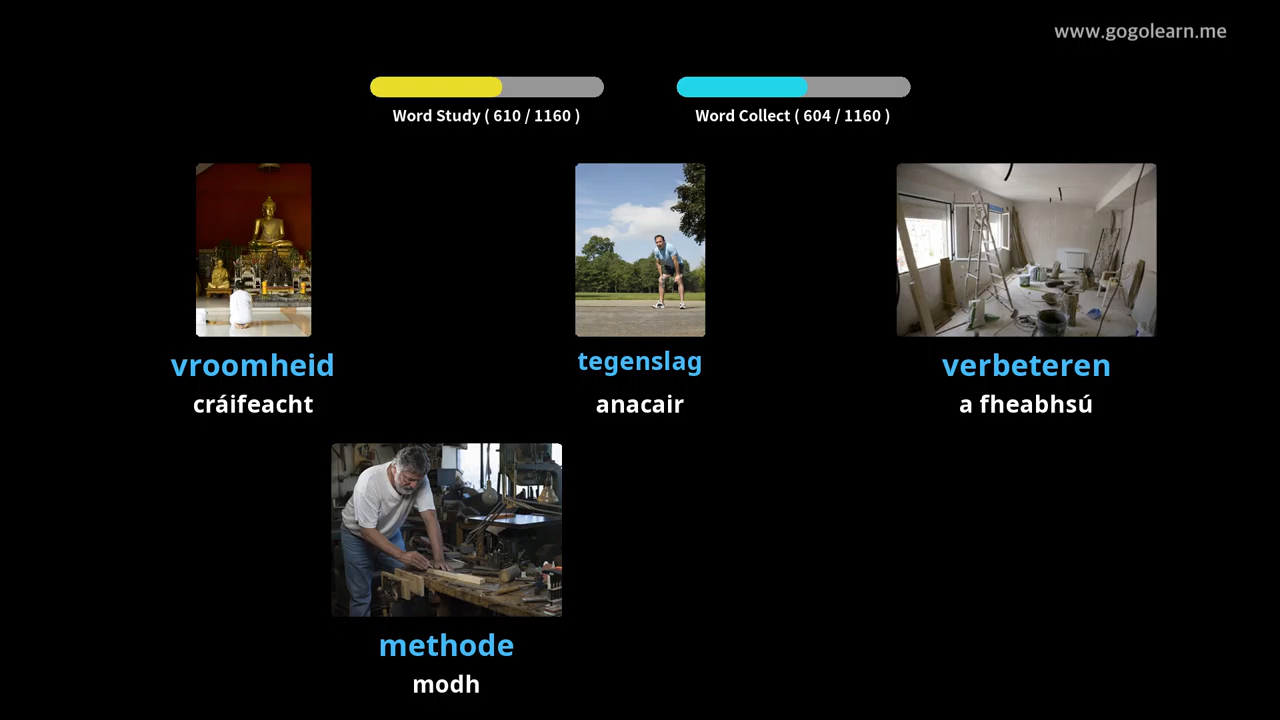 www.gogolearn.me
Word Study ( 610 / 1160 )
Word Collect ( 604 / 1160 )
vroomheid
cráifeacht
tegenslag
anacair
verbeteren
a fheabhsú
methode
modh